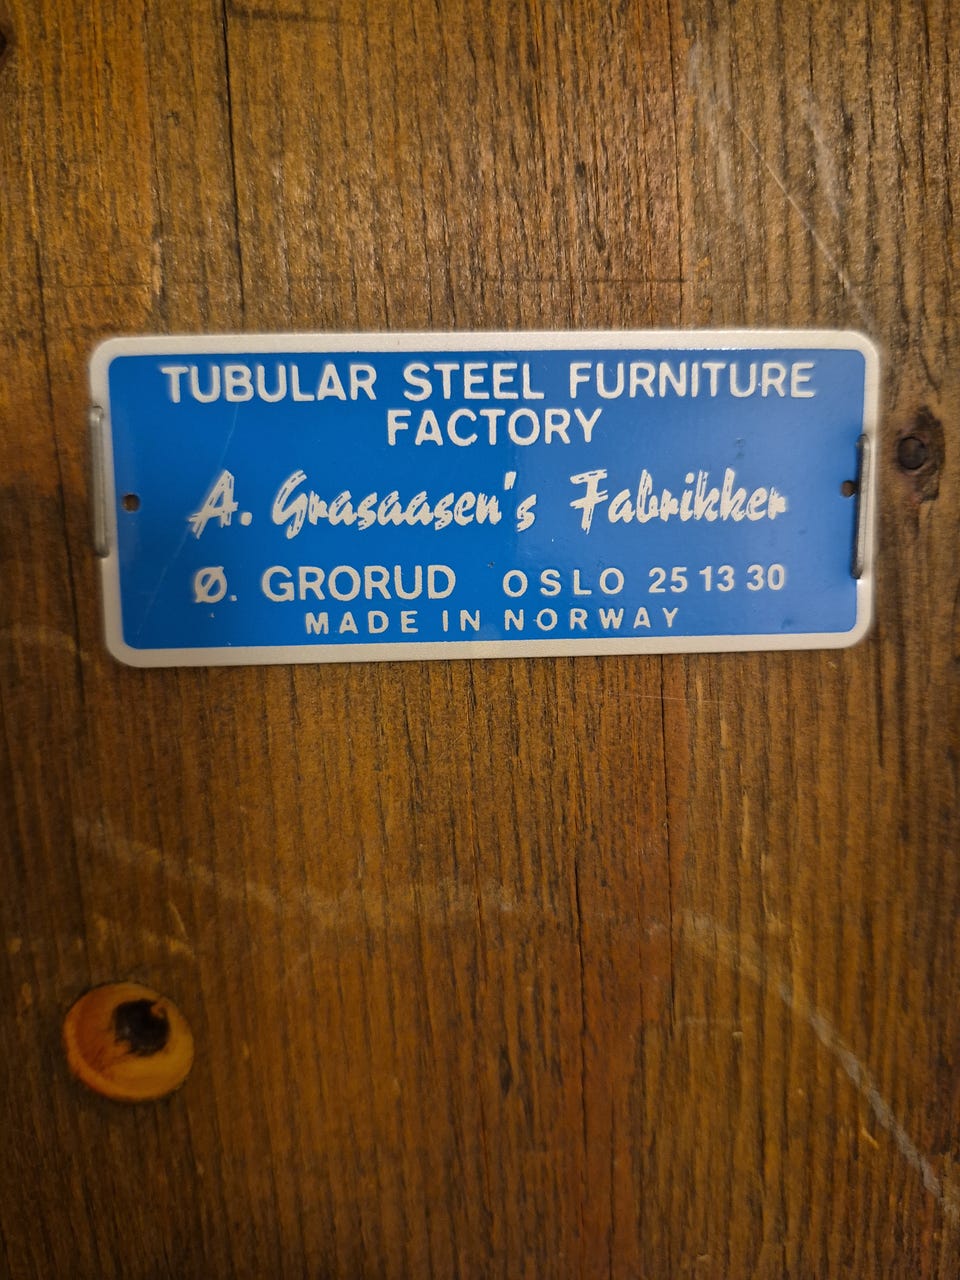 TUBULAR STEEL FURNITURE
FACTORY
A. Grasaasen's Fabrikker
Ø. GRORUD OSLO 25 13 30
MADE IN NORWAY